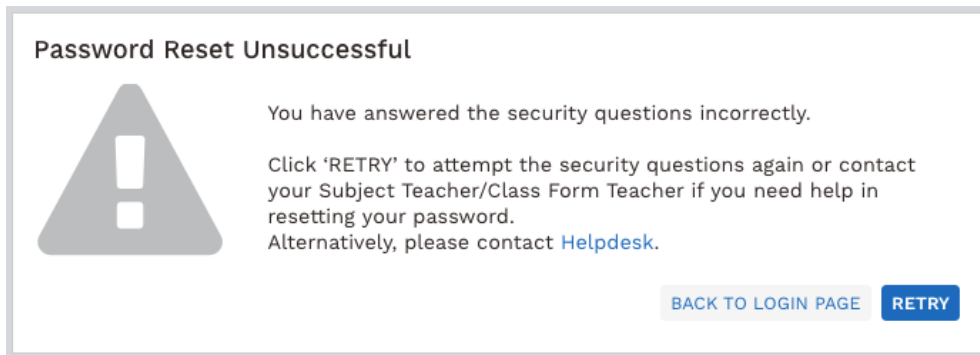 Password Reset Unsuccessful
You have answered the security questions incorrectly.
Click ‘RETRY’ to attempt the security questions again or contact
your Subject Teacher/Class Form Teacher if you need help in
resetting your password.
Alternatively, please contact Helpdesk.
BACK TO LOGIN PAGE RETRY